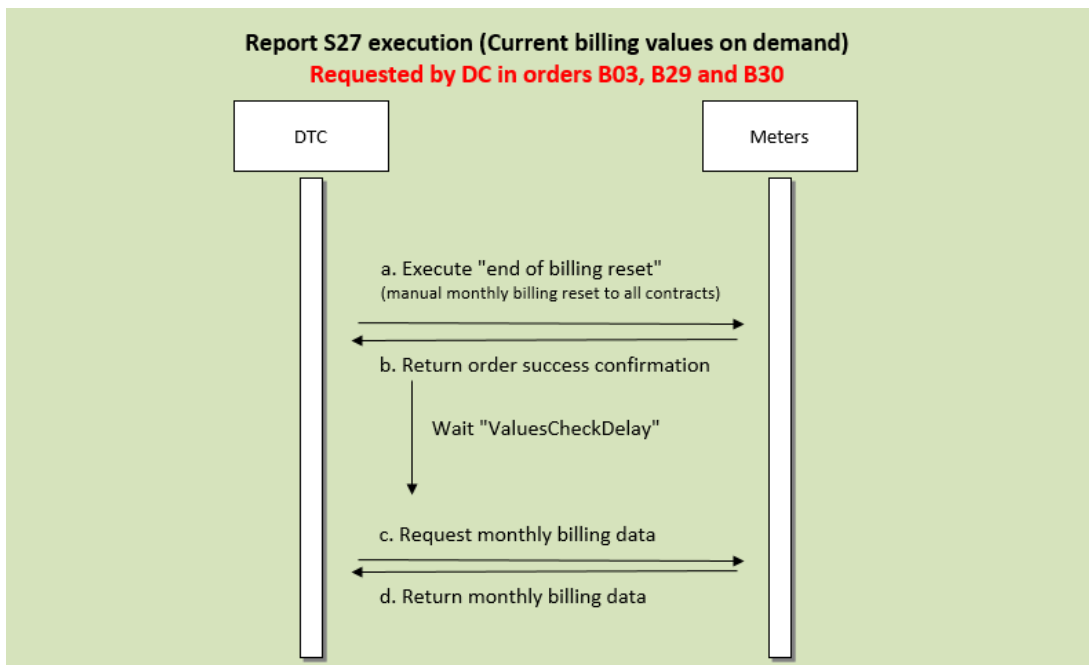 Report S27 execution (Current billing values on demand)
Requested by DC in orders B03, B29 and B30
DTC
Meters
a. Execute "end of billing reset"
(manual monthly billing reset to all contracts)
b. Return order success confirmation
Wait "ValuesCheckDelay"
c. Request monthly billing data
d. Return monthly billing data